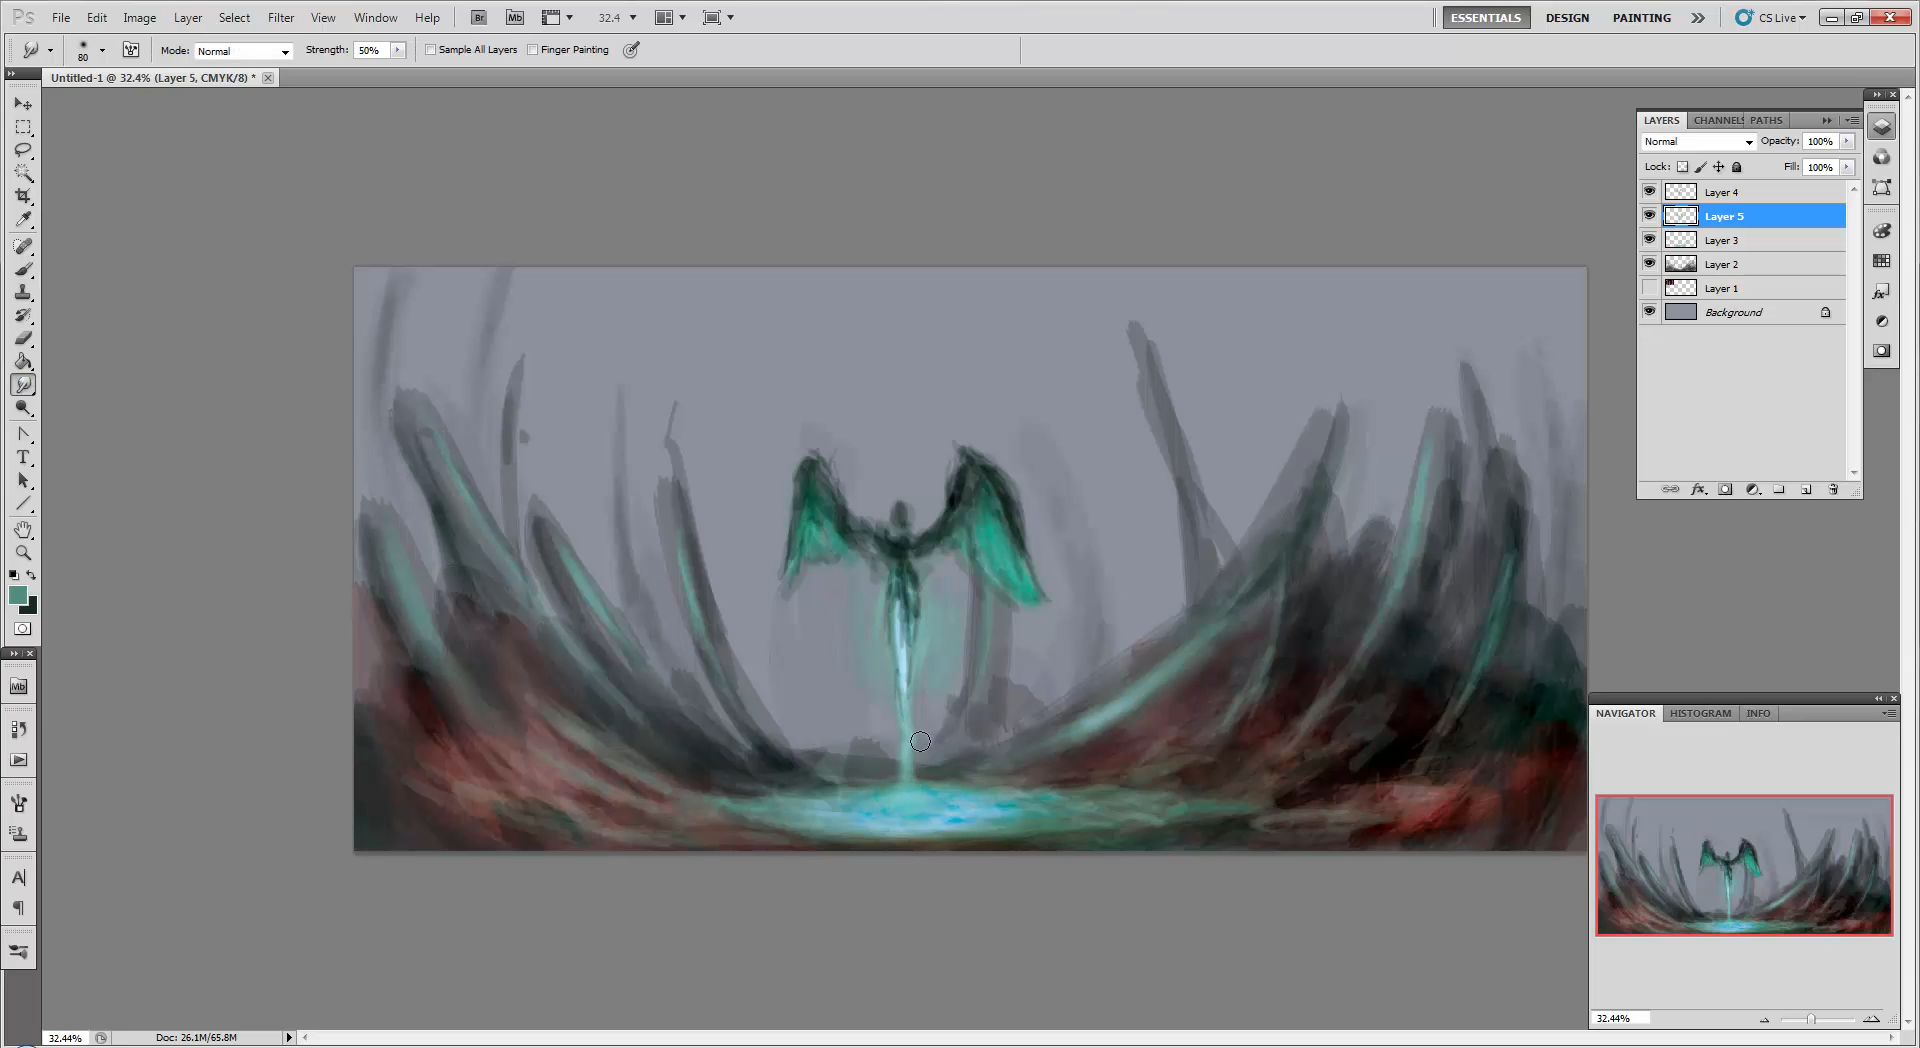 Ps File Edit Image Layer Select Filter View Window Help Br Mb 32.4 ESSENTIALS DESIGN PAINTING CS Live
80 Mode: Normal Strength: 50% Sample All Layers Finger Painting
Untitled-1 @ 32.4% (Layer 5, CMYK/8) *
LAYERS CHANNELS PATHS
Normal Opacity: 100%
Lock: Fill: 100%
Layer 4
Layer 5
Layer 3
Layer 2
Layer 1
Background
Mb
NAVIGATOR HISTOGRAM INFO
32.44%
32.44% Doc: 26.1M/65.8M